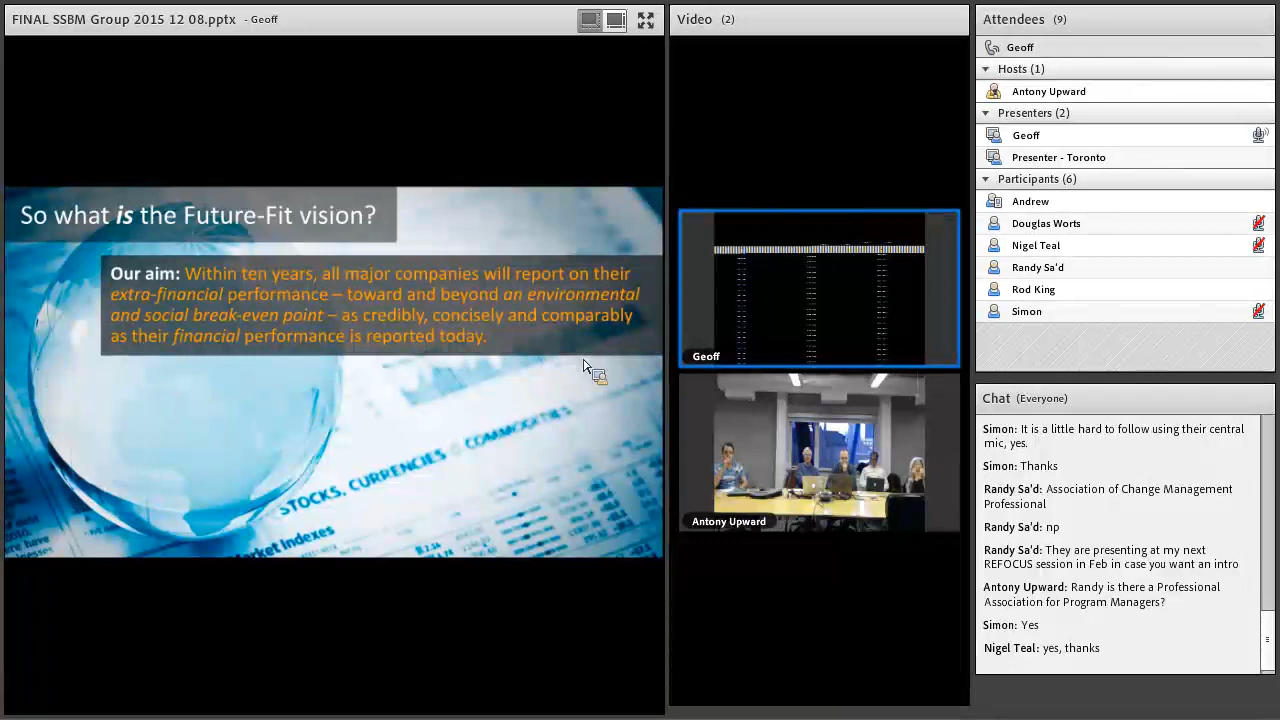 FINAL SSBM Group 2015 12 08.pptx - Geoff
So what is the Future-Fit vision?
Our aim: Within ten years, all major companies will report on their
extra-financial performance – toward and beyond an environmental
and social break-even point – as credibly, concisely and comparably
as their financial performance is reported today.
STOCKS, CURRENCIES & COMMODITIES
Market Indexes
Video (2)
Geoff
Antony Upward
Attendees (9)
Geoff
Hosts (1)
Antony Upward
Presenters (2)
Geoff
Presenter - Toronto
Participants (6)
Andrew
Douglas Worts
Nigel Teal
Randy Sa'd
Rod King
Simon
Chat (Everyone)
Simon: It is a little hard to follow using their central
mic, yes.
Simon: Thanks
Randy Sa'd: Association of Change Management
Professional
Randy Sa'd: np
Randy Sa'd: They are presenting at my next
REFOCUS session in Feb in case you want an intro
Antony Upward: Randy is there a Professional
Association for Program Managers?
Simon: Yes
Nigel Teal: yes, thanks